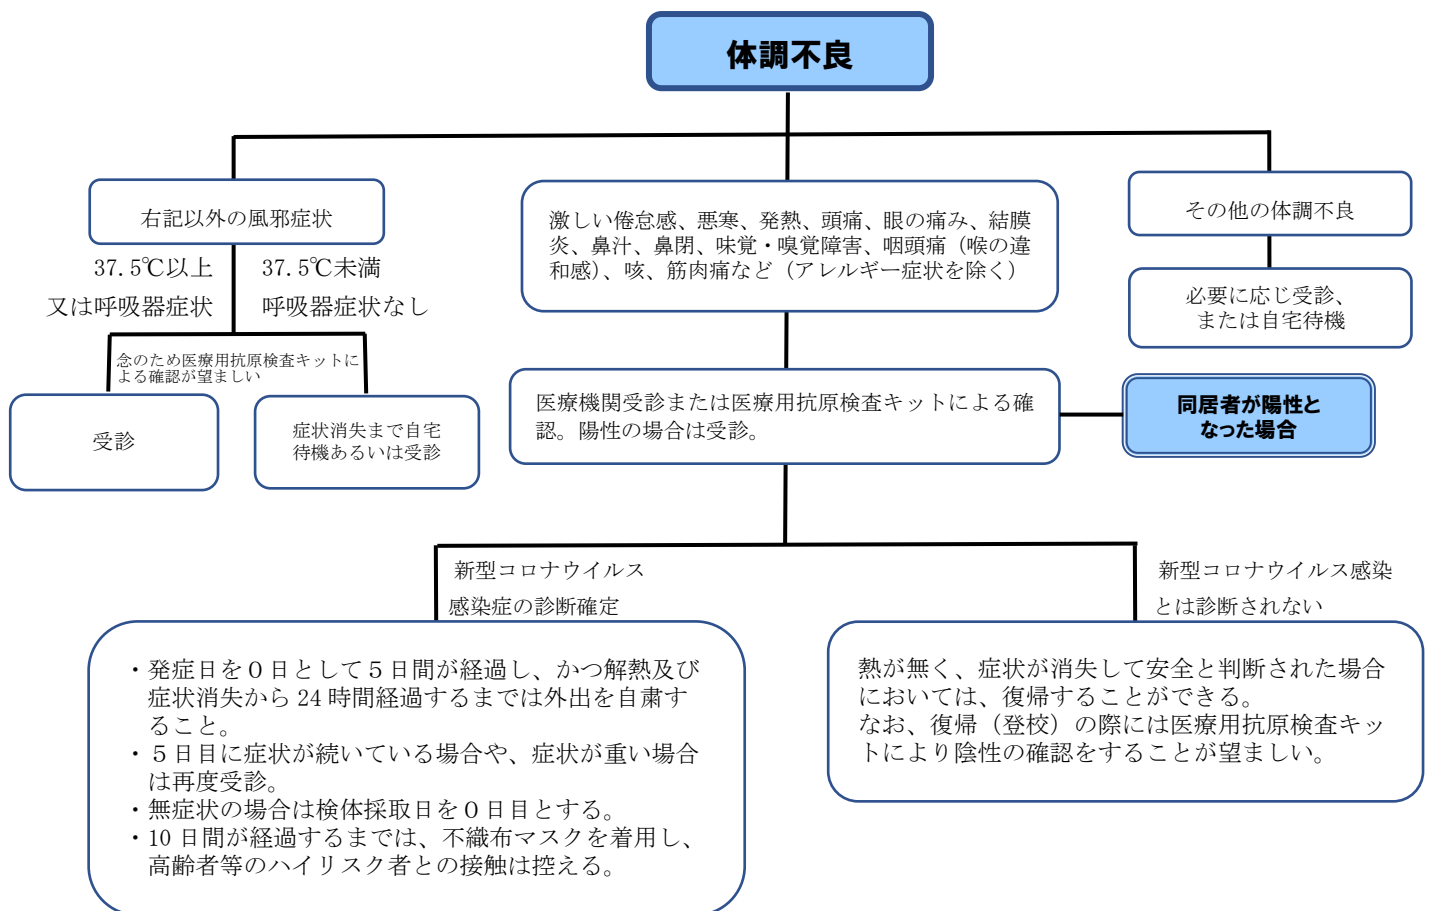 体調不良
右記以外の風邪症状
37.5℃以上
又は呼吸器症状
37.5℃未満
呼吸器症状なし
念のため医療用抗原検査キットに
よる確認が望ましい
受診
症状消失まで自宅
待機あるいは受診
激しい倦怠感、悪寒、発熱、頭痛、眼の痛み、結膜
炎、鼻汁、鼻閉、味覚・嗅覚障害、咽頭痛（喉の違
和感）、咳、筋肉痛など（アレルギー症状を除く）
その他の体調不良
必要に応じ受診、
または自宅待機
医療機関受診または医療用抗原検査キットによる確
認。陽性の場合は受診。
同居者が陽性と
なった場合
新型コロナウイルス
感染症の診断確定
・発症日を０日として５日間が経過し、かつ解熱及び
症状消失から 24 時間経過するまでは外出を自粛す
ること。
・５日目に症状が続いている場合や、症状が重い場合
は再度受診。
・無症状の場合は検体採取日を０日目とする。
・10 日間が経過するまでは、不織布マスクを着用し、
高齢者等のハイリスク者との接触は控える。
新型コロナウイルス感染
とは診断されない
熱が無く、症状が消失して安全と判断された場合
においては、復帰することができる。
なお、復帰（登校）の際には医療用抗原検査キッ
トにより陰性の確認をすることが望ましい。